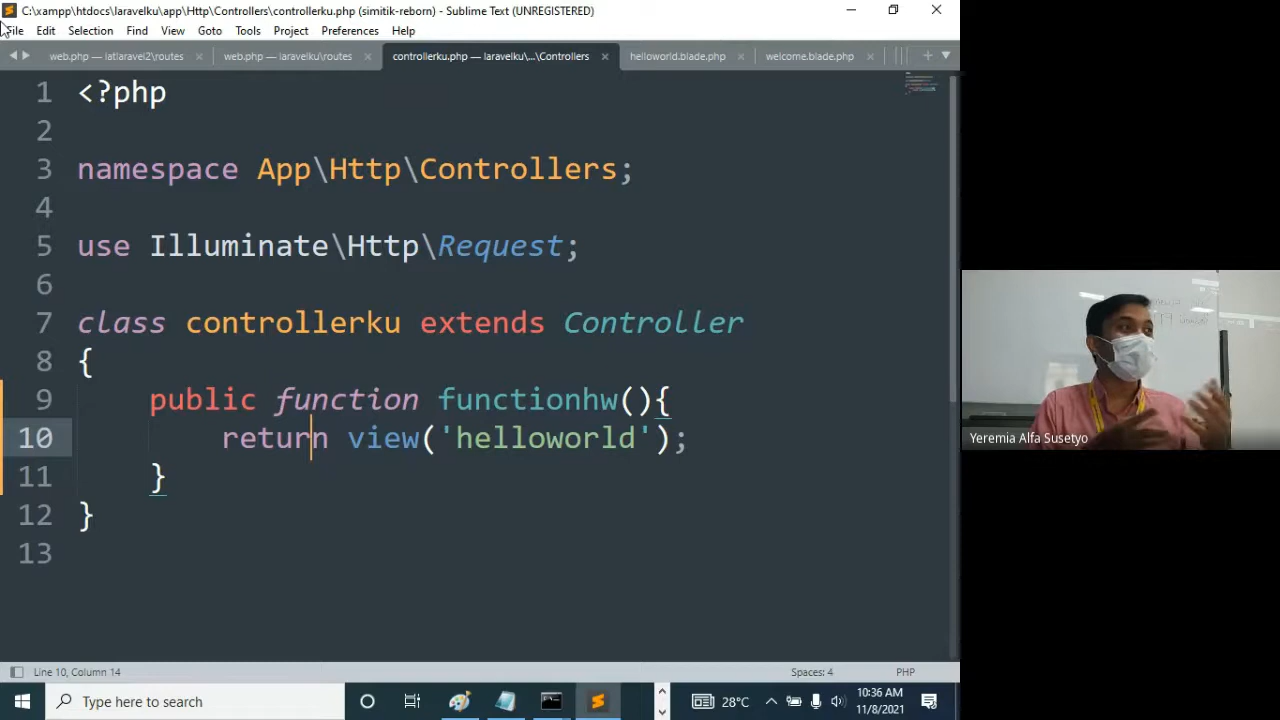 C:\xampp\htdocs\laravelku\app\Http\Controllers\controllerku.php (simitik-reborn) - Sublime Text (UNREGISTERED)
File Edit Selection Find View Goto Tools Project Preferences Help
web.php — iatlaravel2\routes web.php — laravelku\routes controllerku.php — laravelku\...\Controllers helloworld.blade.php welcome.blade.php
1 <?php
2
3 namespace App\Http\Controllers;
4
5 use Illuminate\Http\Request;
6
7 class controllerku extends Controller
8 {
9 public function functionhw(){
10 return view('helloworld');
11 }
12 }
13
Yeremia Alfa Susetyo
Line 10, Column 14 Spaces: 4 PHP
Type here to search 28°C 10:36 AM
11/8/2021